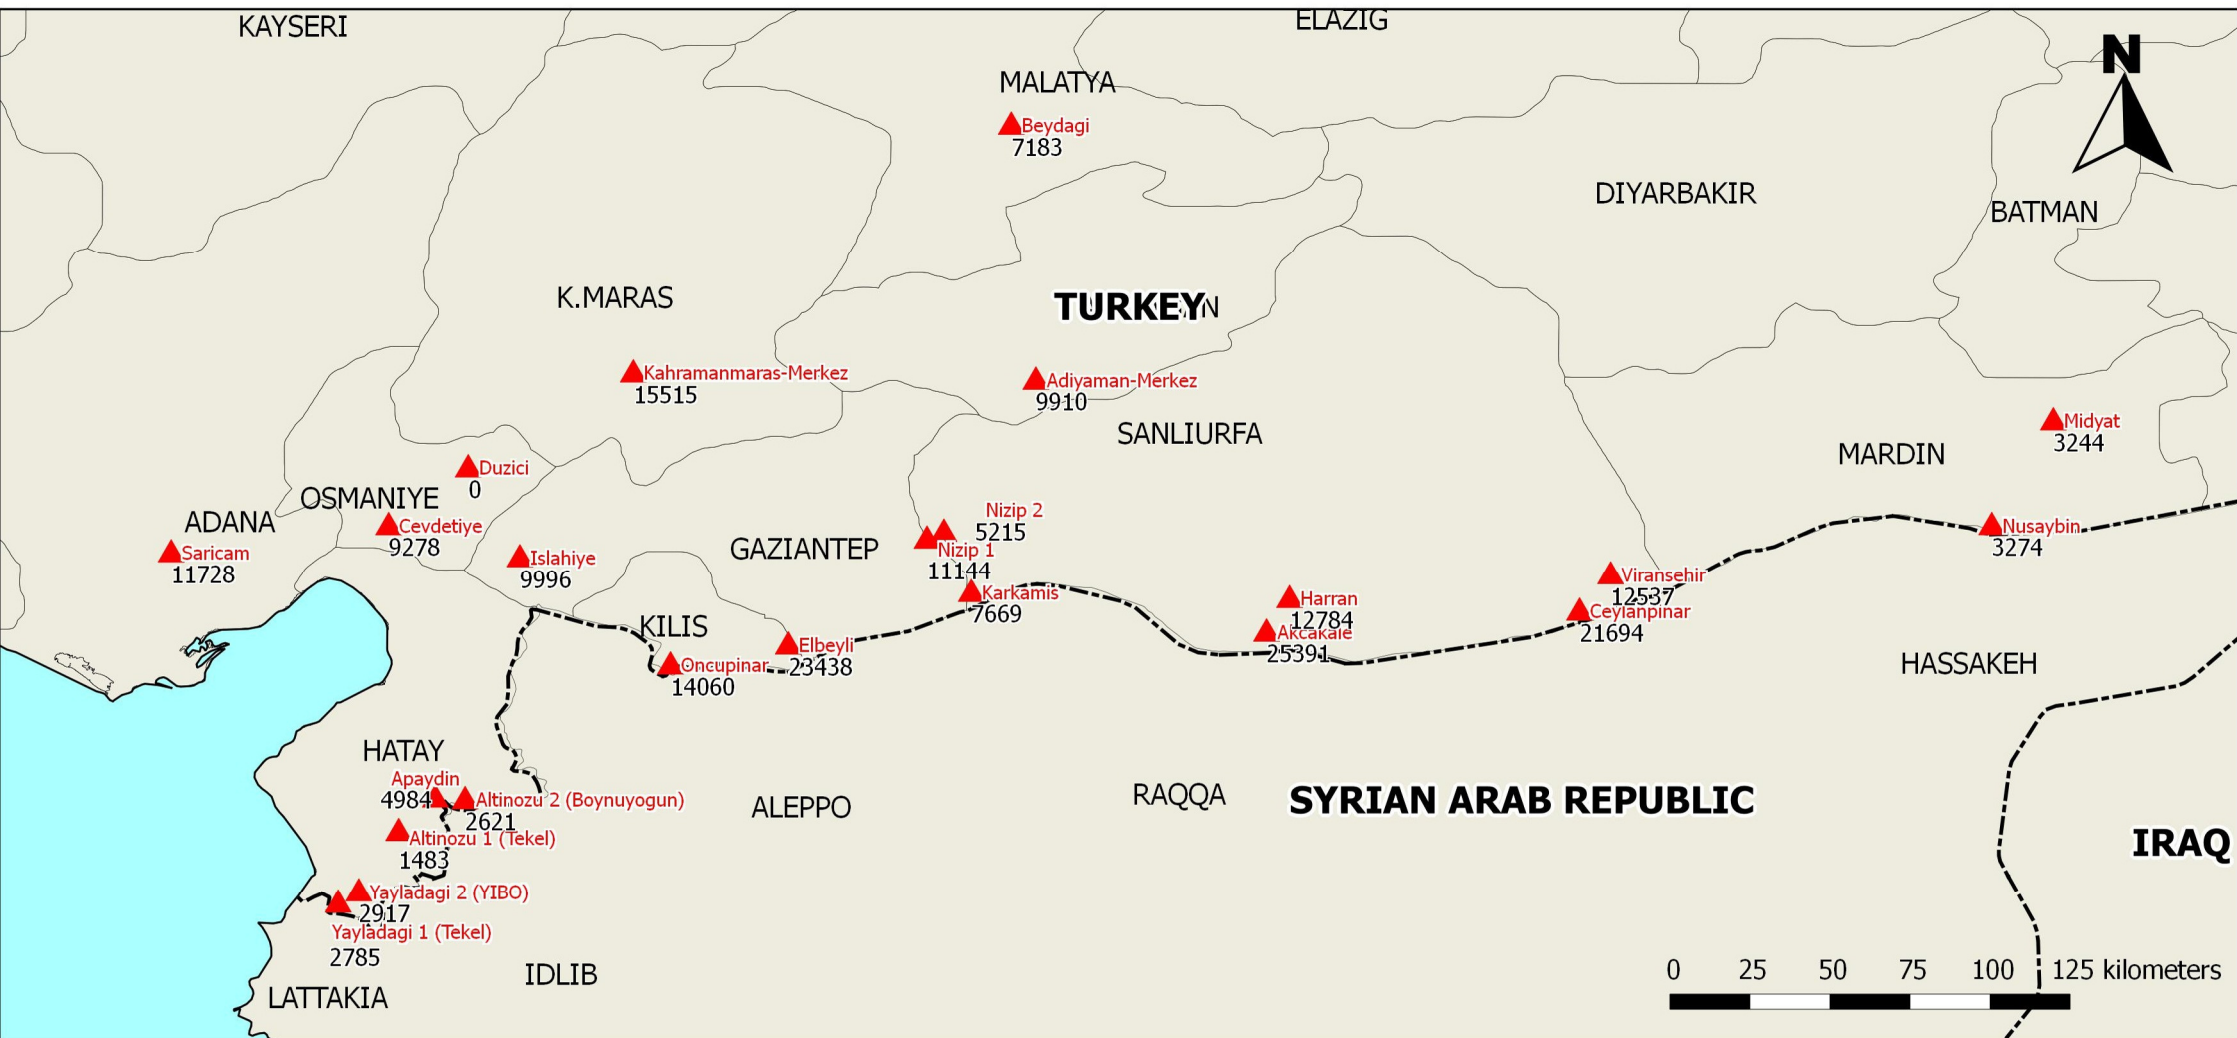 KAYSERI
ELAZIG
N
MALATYA
Beydagi
7183
DIYARBAKIR
BATMAN
K.MARAS
TURKEY
Kahramanmaras-Merkez
15515
Adiyaman-Merkez
9910
SANLIURFA
Midyat
3244
MARDIN
Duzici
0
OSMANIYE
ADANA
Cevdetiye
9278
Saricam
11728
Islahiye
9996
GAZIANTEP
Nizip 2
5215
Nizip 1
11144
Nusaybin
3274
Karkamis
7669
Harran
12784
Akcakale
25391
Viransehir
12537
Ceylanpinar
21694
KILIS
Elbeyli
23438
Oncupinar
14060
HASSAKEH
HATAY
Apaydin
4984
Altinozu 2 (Boynuyogun)
2621
Altinozu 1 (Tekel)
1483
ALEPPO
RAQQA
SYRIAN ARAB REPUBLIC
IRAQ
Yayladagi 2 (YIBO)
2917
Yayladagi 1 (Tekel)
2785
IDLIB
LATTAKIA
0 25 50 75 100 125 kilometers